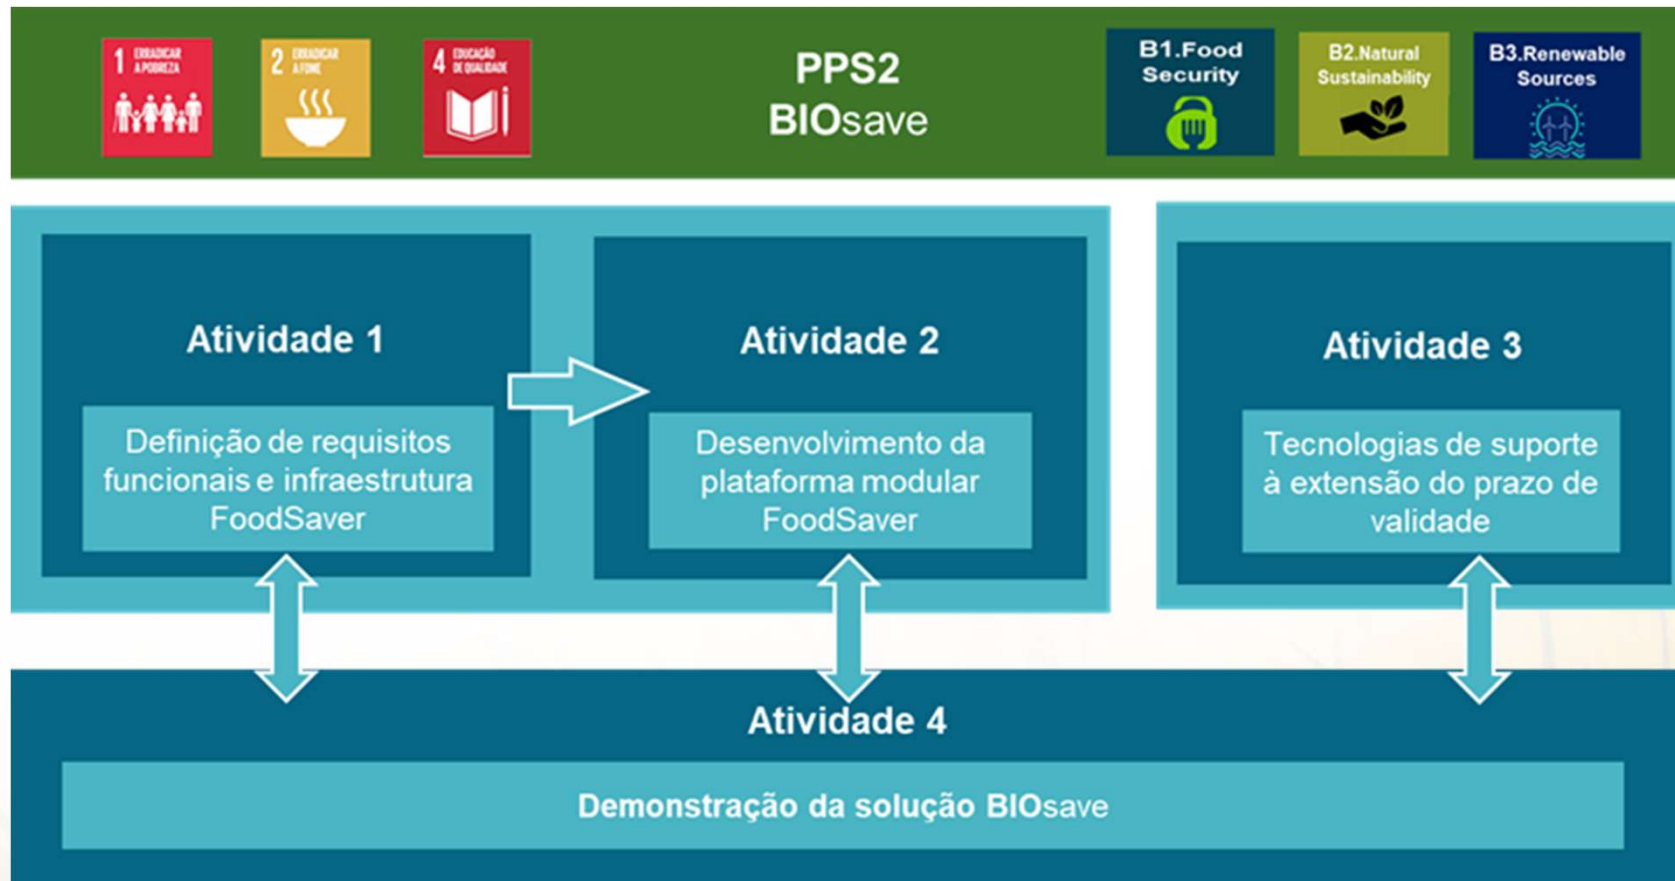 1 ERRADICAR
A POBREZA
2 ERRADICAR
A FOME
4 EDUCAÇÃO
DE QUALIDADE
PPS2
BIOsave
B1.Food
Security
B2.Natural
Sustainability
B3.Renewable
Sources
Atividade 1
Definição de requisitos
funcionais e infraestrutura
FoodSaver
Atividade 2
Desenvolvimento da
plataforma modular
FoodSaver
Atividade 3
Tecnologias de suporte
à extensão do prazo de
validade
Atividade 4
Demonstração da solução BIOsave